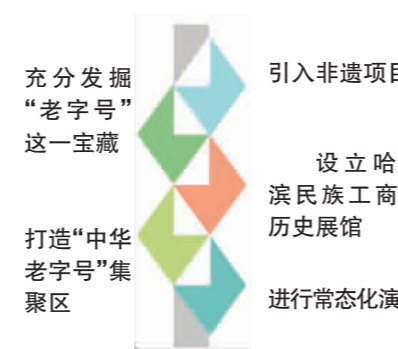 充分发掘
“老字号”
这一宝藏
引入非遗项目
设立哈
滨民族工商
历史展馆
打造“中华
老字号”集
聚区
进行常态化演